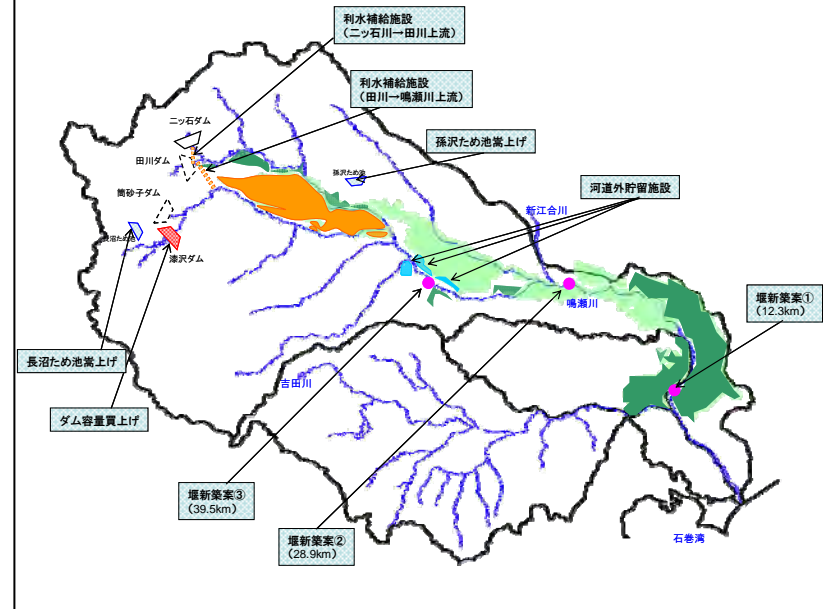 利水補給施設
（二ッ石川→田川上流）
利水補給施設
（田川→鳴瀬川上流）
二ッ石ダム
孫沢ため池嵩上げ
田川ダム
孫沢ため池
河道外貯留施設
筒砂子ダム
新江合川
長沼ため池
漆沢ダム
鳴瀬川
堰新築案①
（12.3km）
長沼ため池嵩上げ
吉田川
ダム容量買上げ
堰新築案③
（39.5km）
堰新築案②
（28.9km）
石巻湾